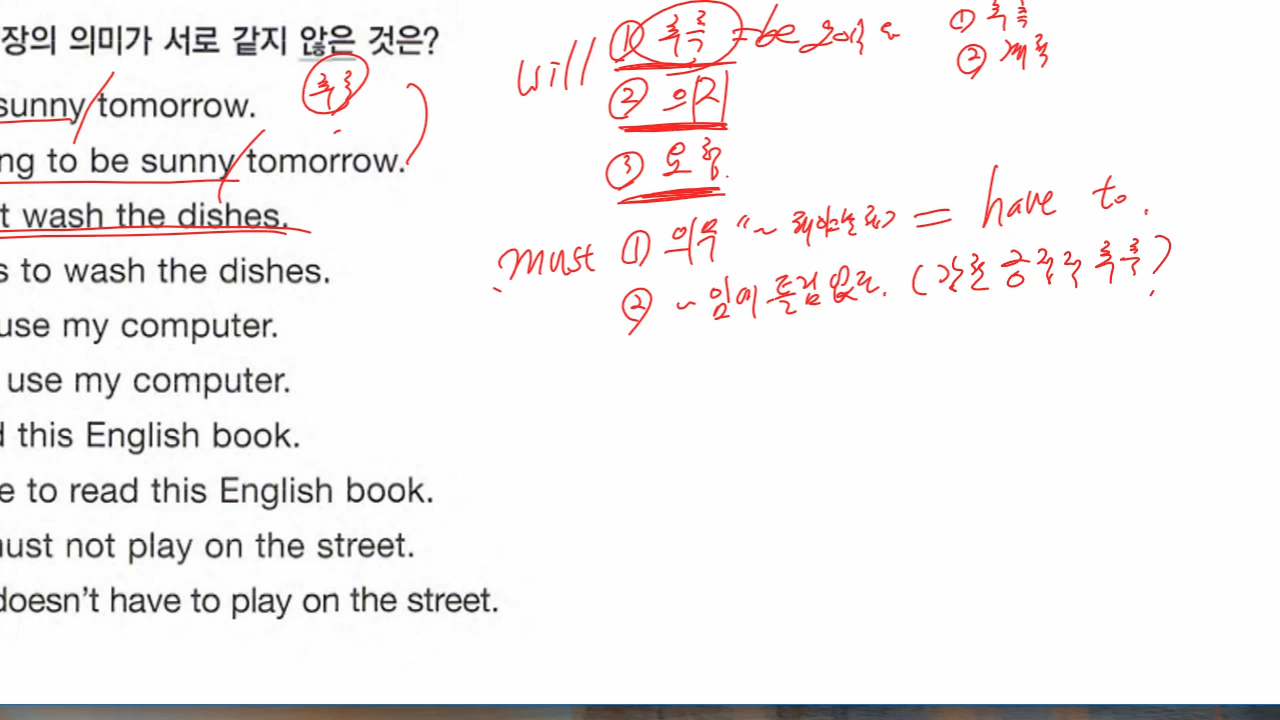 장의 의미가 서로 같지 않은 것은?
sunny tomorrow.
추측
ng to be sunny tomorrow.
t wash the dishes.
s to wash the dishes.
use my computer.
use my computer.
d this English book.
e to read this English book.
must not play on the street.
doesn't have to play on the street.
will ① 추측 = be going to ① 추측
② 의지 ② 계획
③ 요청.
must ① 의무 "~ 해야 = have to.
② ~임에 틀림없다. (강한 긍정적 추측)